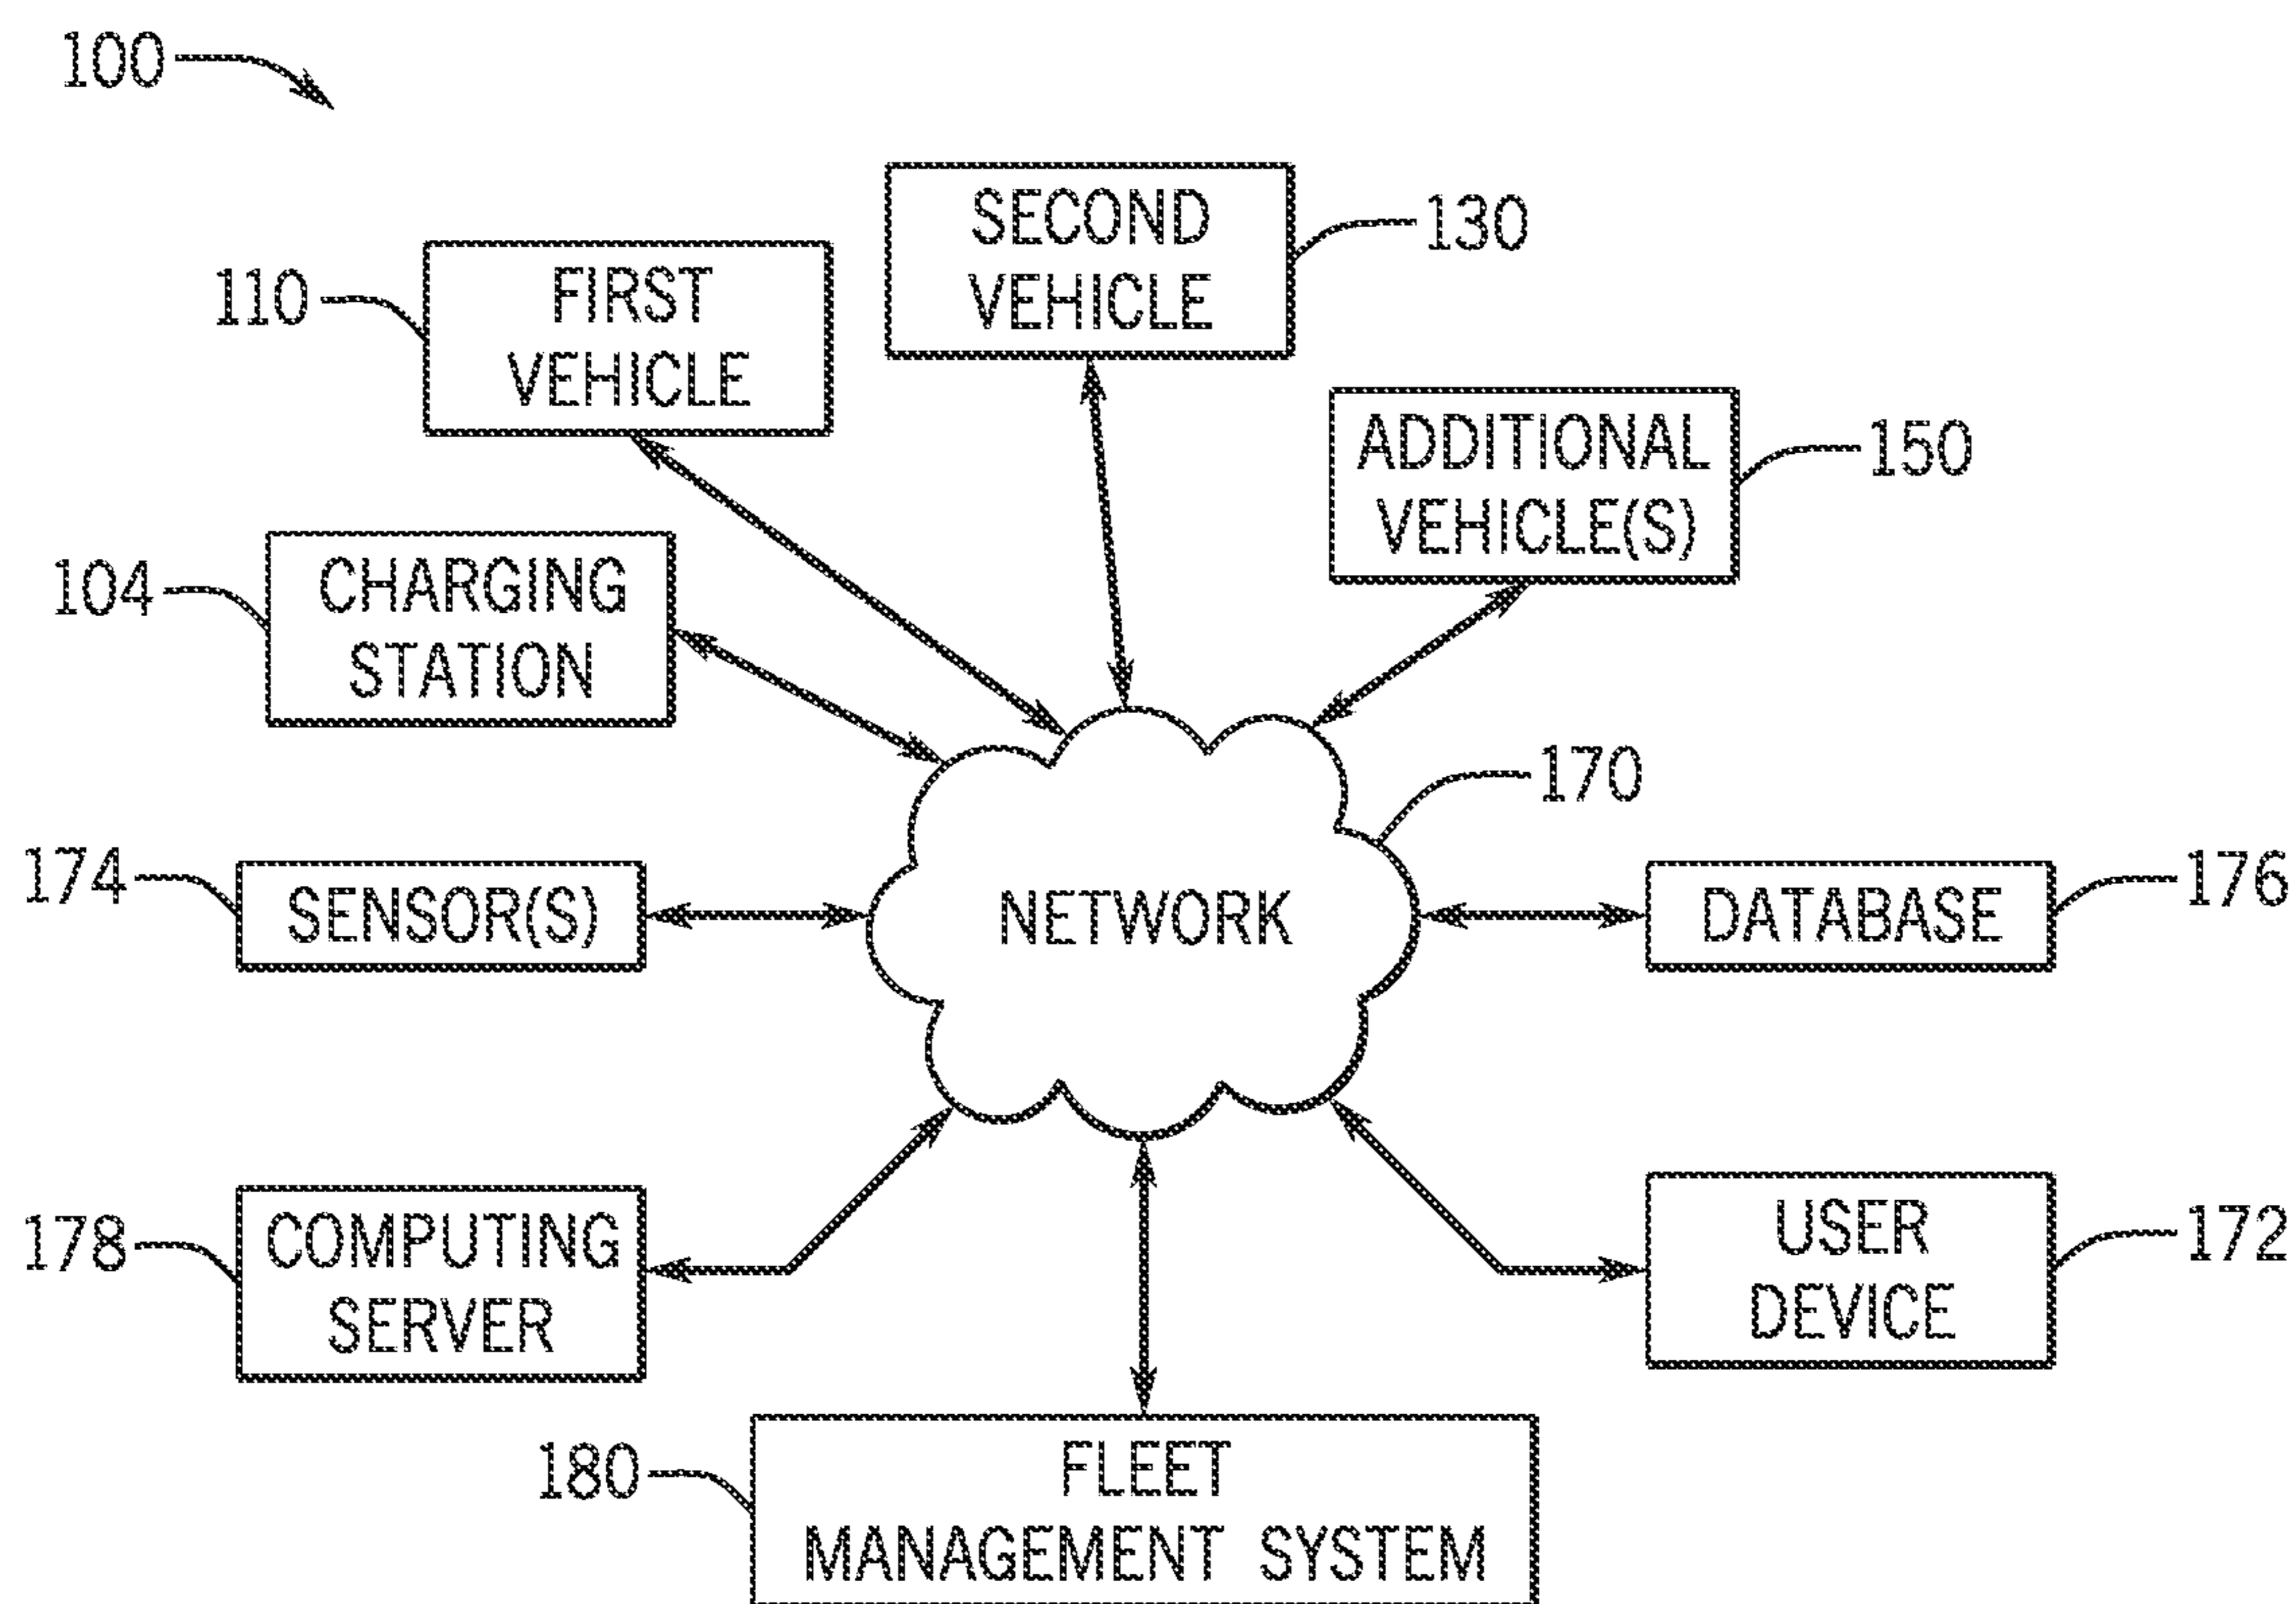 100
SECOND
VEHICLE
130
110
FIRST
VEHICLE
ADDITIONAL
VEHICLE(S)
150
104
CHARGING
STATION
170
174
SENSOR(S)
NETWORK
DATABASE
176
178
COMPUTING
SERVER
USER
DEVICE
172
180
FLEET
MANAGEMENT SYSTEM